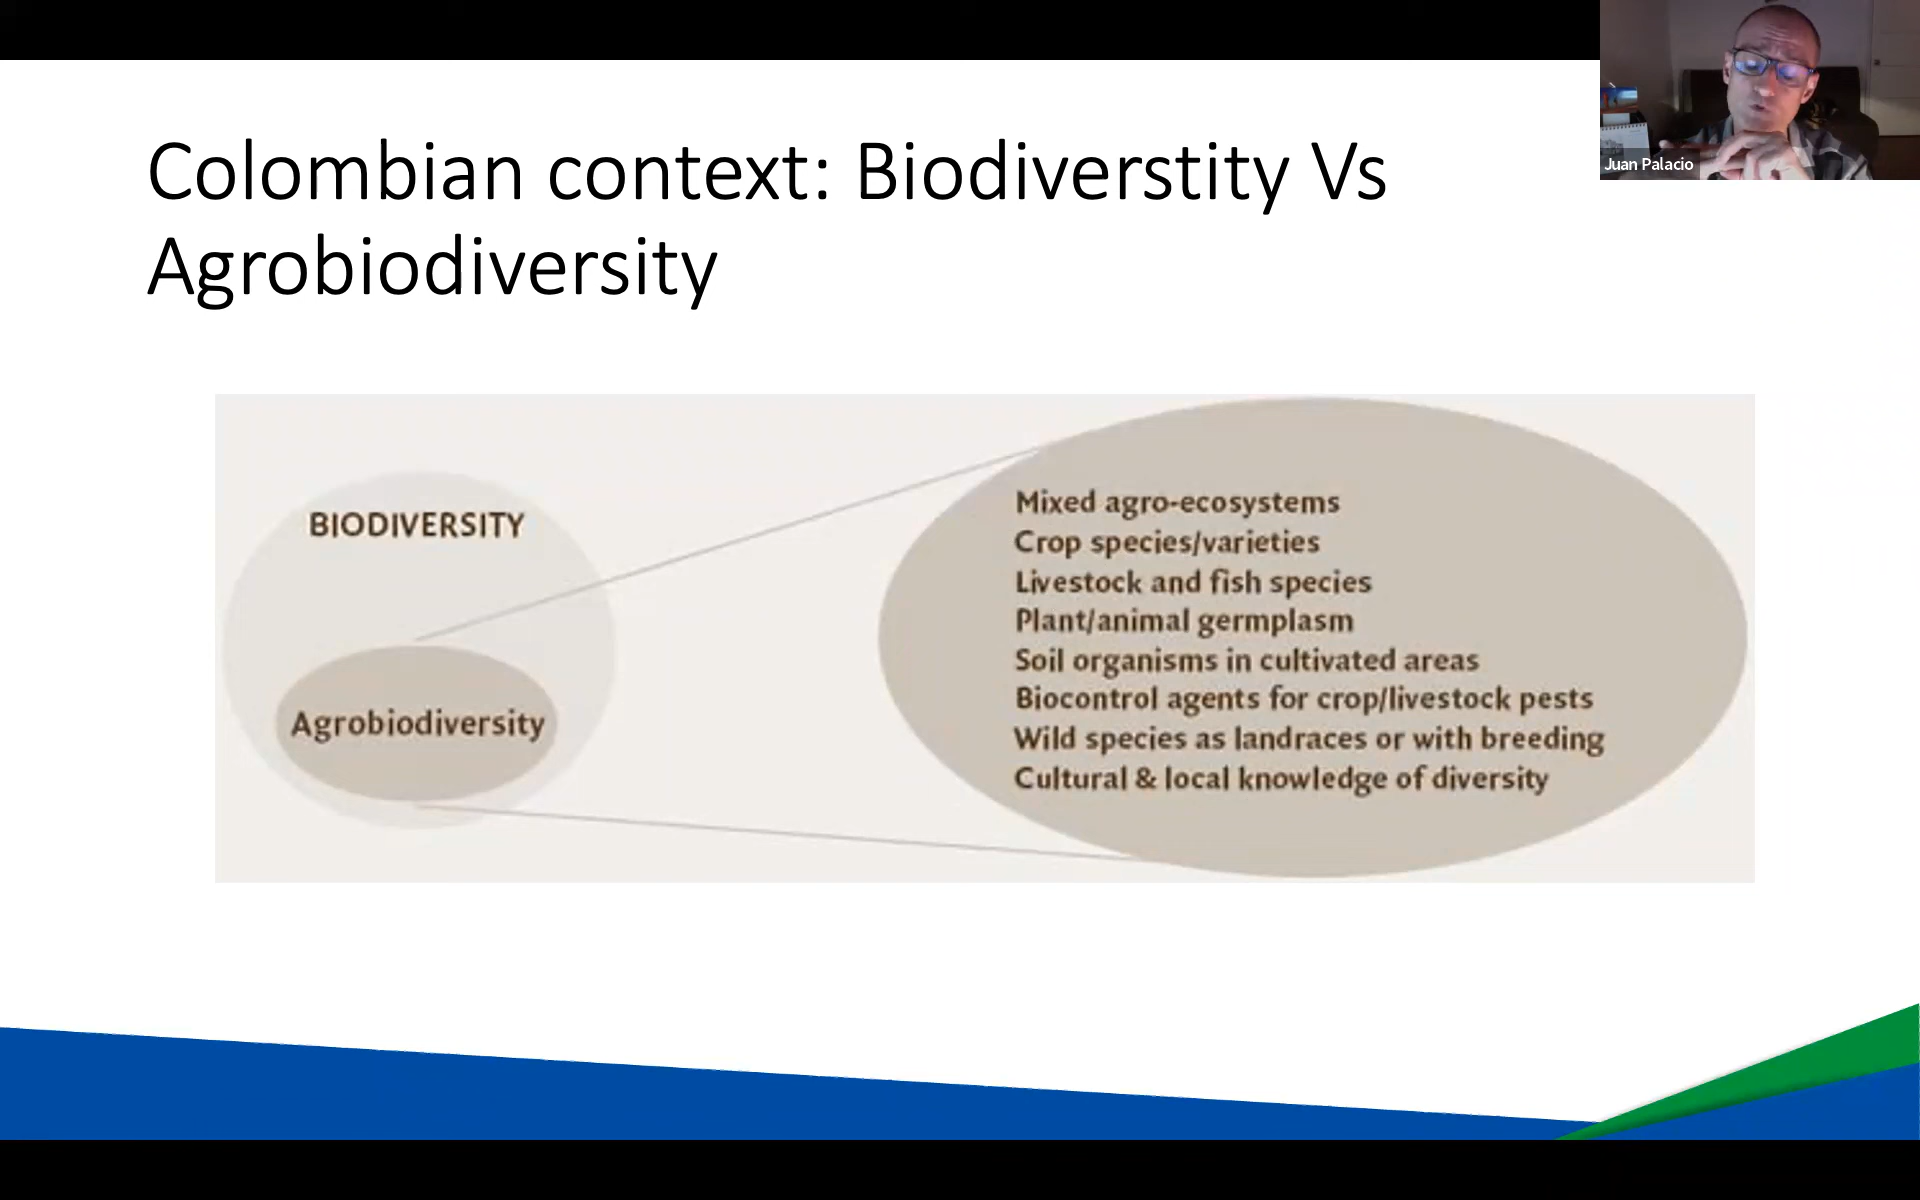 Juan Palacio
Colombian context: Biodiverstity Vs
Agrobiodiversity
BIODIVERSITY
Agrobiodiversity
Mixed agro-ecosystems
Crop species/varieties
Livestock and fish species
Plant/animal germplasm
Soil organisms in cultivated areas
Biocontrol agents for crop/livestock pests
Wild species as landraces or with breeding
Cultural & local knowledge of diversity